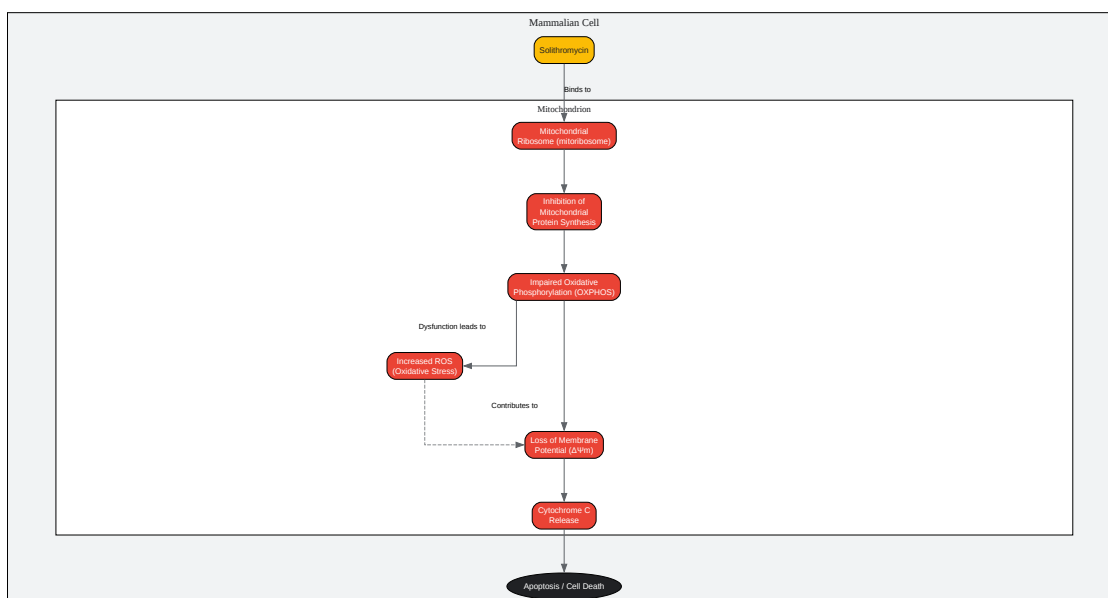 Mammalian Cell
Solithromycin
Binds to
Mitochondrion
Mitochondrial
Ribosome (mitoribosome)
Inhibition of
Mitochondrial
Protein Synthesis
Impaired Oxidative
Phosphorylation (OXPHOS)
Dysfunction leads to
Increased ROS
(Oxidative Stress)
Contributes to
Loss of Membrane
Potential (ΔΨm)
Cytochrome C
Release
Apoptosis / Cell Death